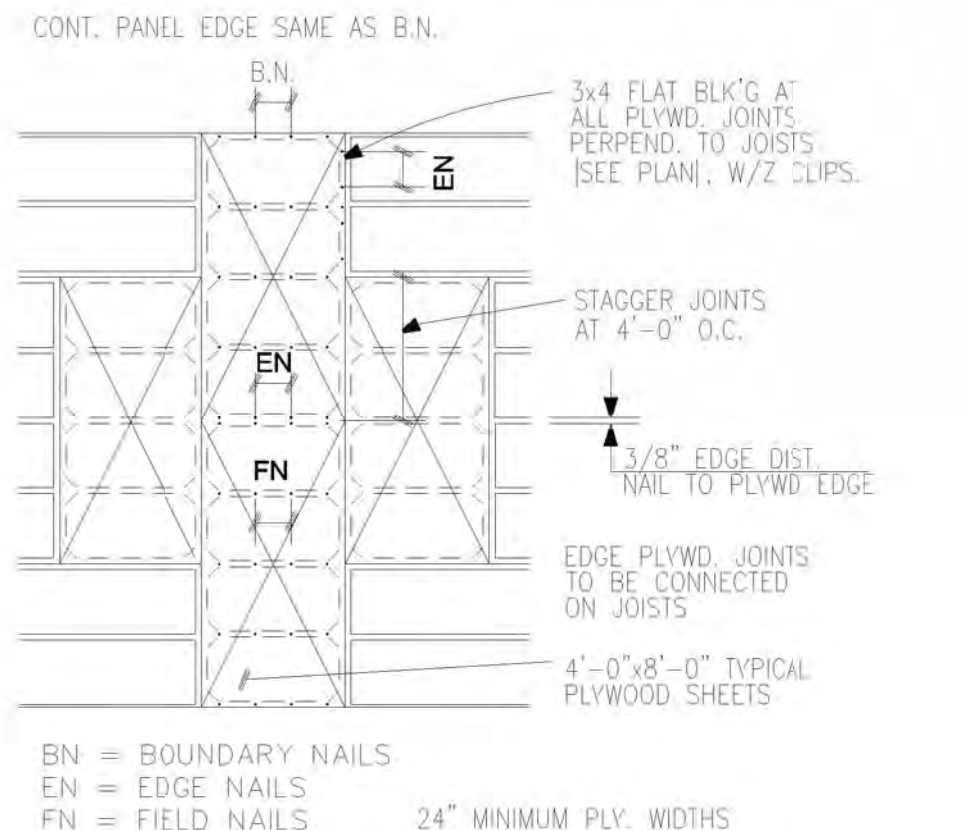 CONT. PANEL EDGE SAME AS B.N.
B.N.
3x4 FLAT BLK'G AT
ALL PLYWD. JOINTS
PERPEND. TO JOISTS
|SEE PLAN|, W/Z CLIPS.
EN
STAGGER JOINTS
AT 4'-0" O.C.
EN
FN
3/8" EDGE DIST.
NAIL TO PLYWD EDGE
EDGE PLYWD. JOINTS
TO BE CONNECTED
ON JOISTS
4'-0"x8'-0" TYPICAL
PLYWOOD SHEETS
BN = BOUNDARY NAILS
EN = EDGE NAILS
FN = FIELD NAILS
24" MINIMUM PLY. WIDTHS